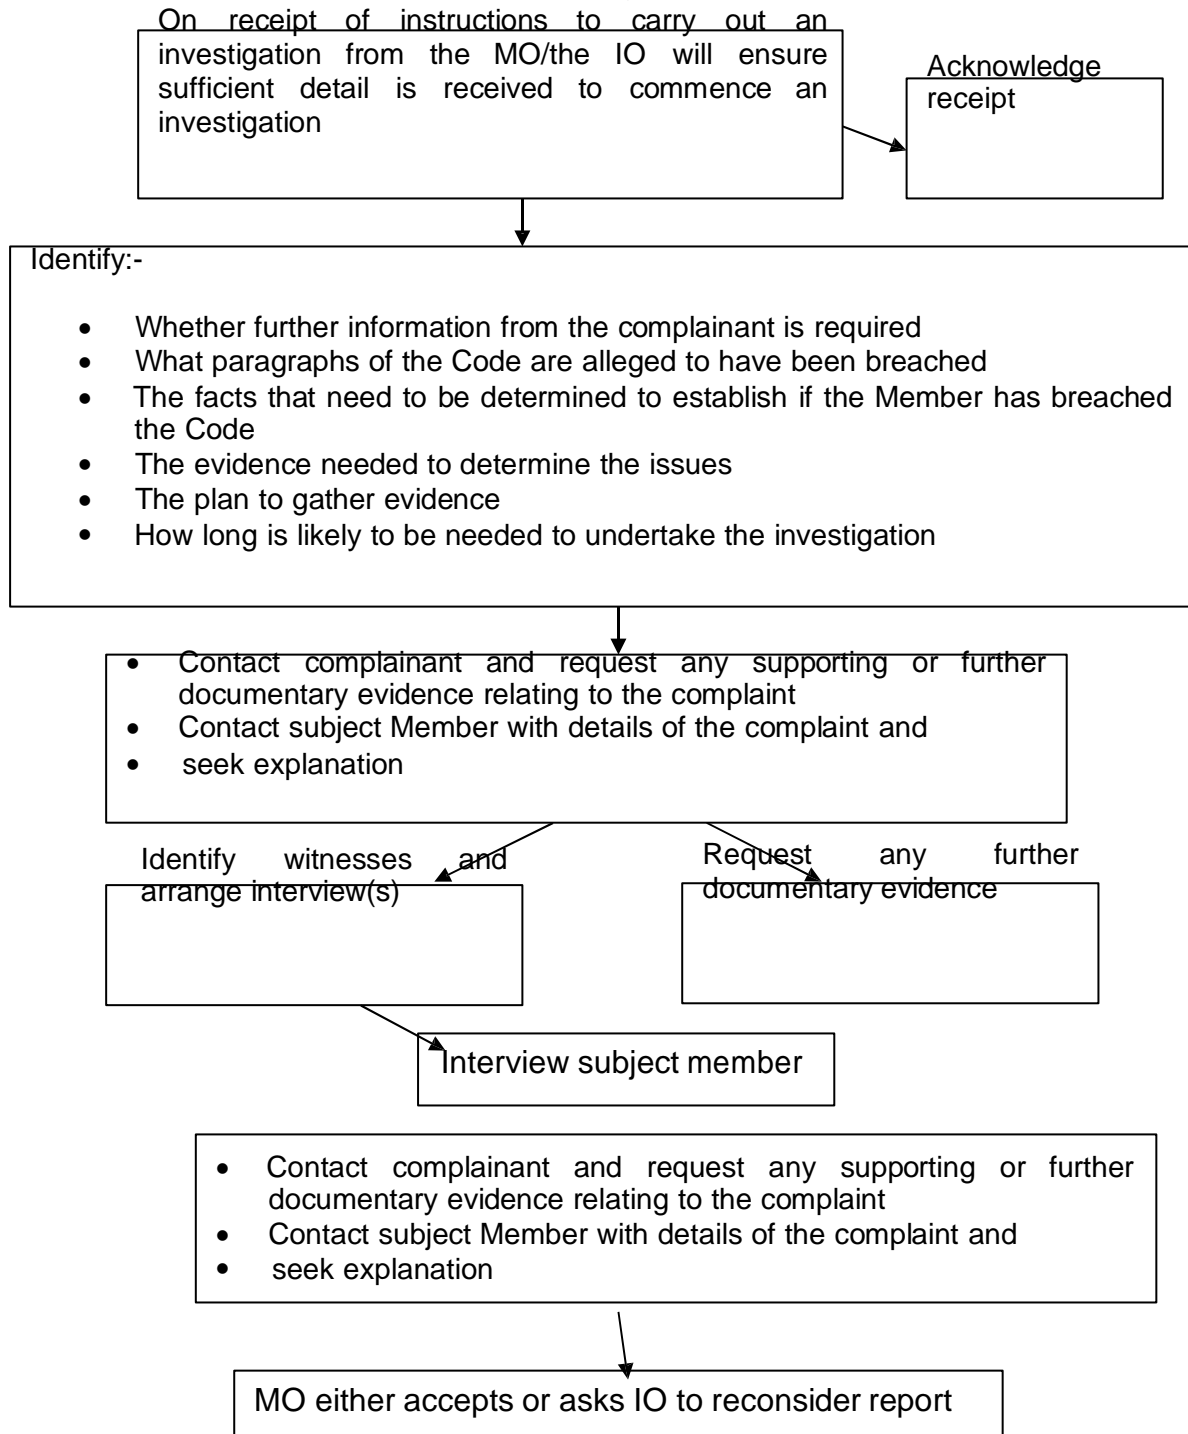 On receipt of instructions to carry out an
investigation from the MO/the IO will ensure
sufficient detail is received to commence an
investigation
Acknowledge
receipt
Identify:-
• Whether further information from the complainant is required
• What paragraphs of the Code are alleged to have been breached
• The facts that need to be determined to establish if the Member has breached
the Code
• The evidence needed to determine the issues
• The plan to gather evidence
• How long is likely to be needed to undertake the investigation
• Contact complainant and request any supporting or further
documentary evidence relating to the complaint
• Contact subject Member with details of the complaint and
• seek explanation
Identify witnesses and
arrange interview(s)
Request any further
documentary evidence
Interview subject member
• Contact complainant and request any supporting or further
documentary evidence relating to the complaint
• Contact subject Member with details of the complaint and
• seek explanation
MO either accepts or asks IO to reconsider report